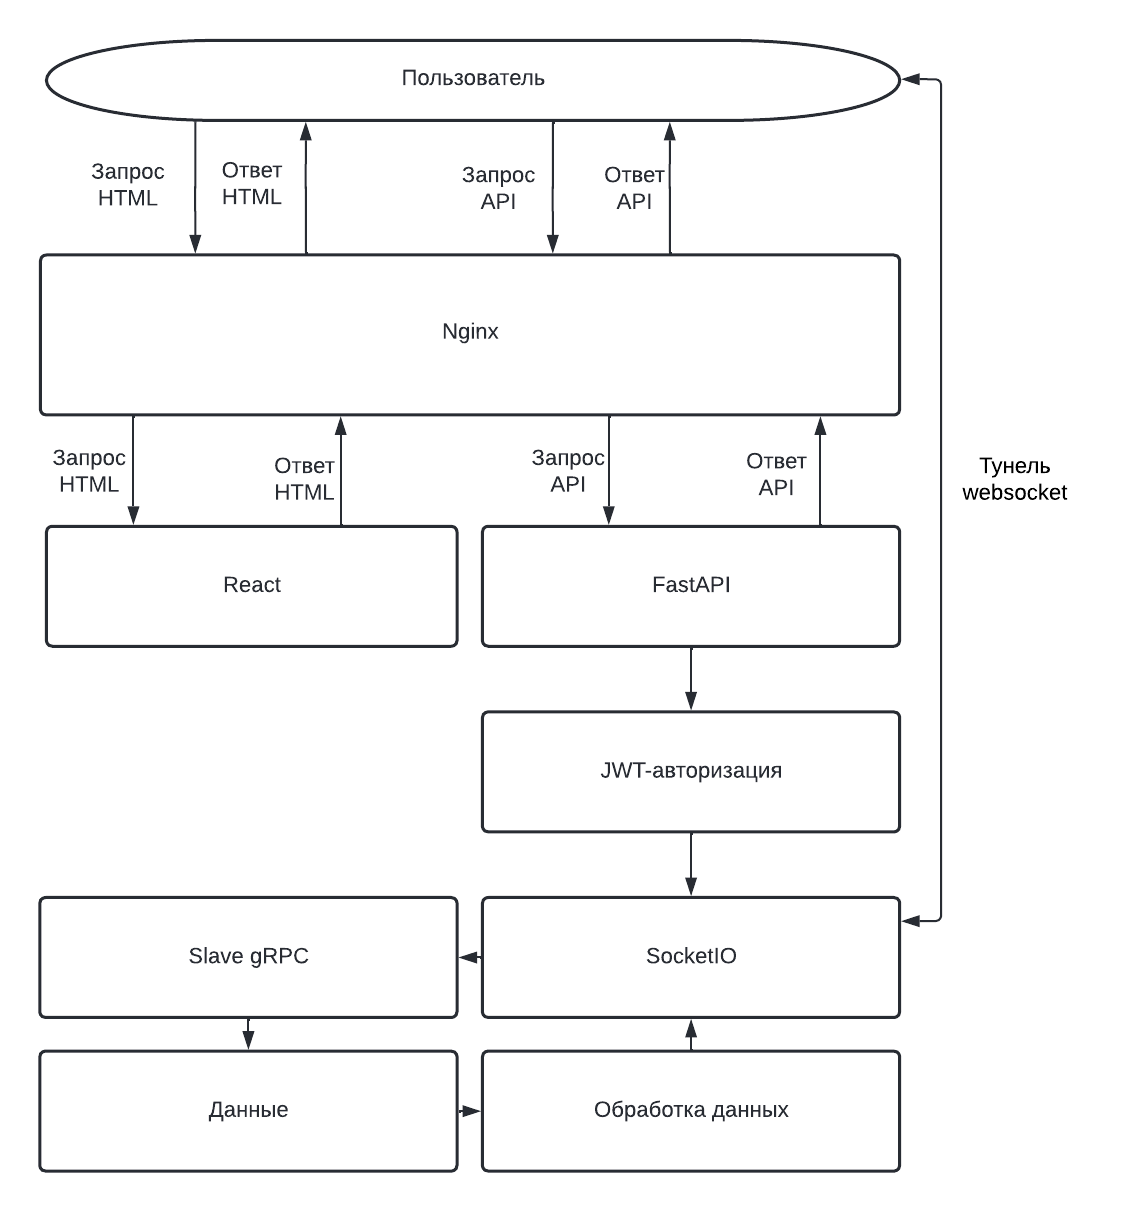 Пользователь
Запрос
HTML
Ответ
HTML
Запрос
API
Ответ
API
Nginx
Запрос
HTML
Ответ
HTML
Запрос
API
Ответ
API
Тунель
websocket
React
FastAPI
JWT-авторизация
Slave gRPC
SocketIO
Данные
Обработка данных